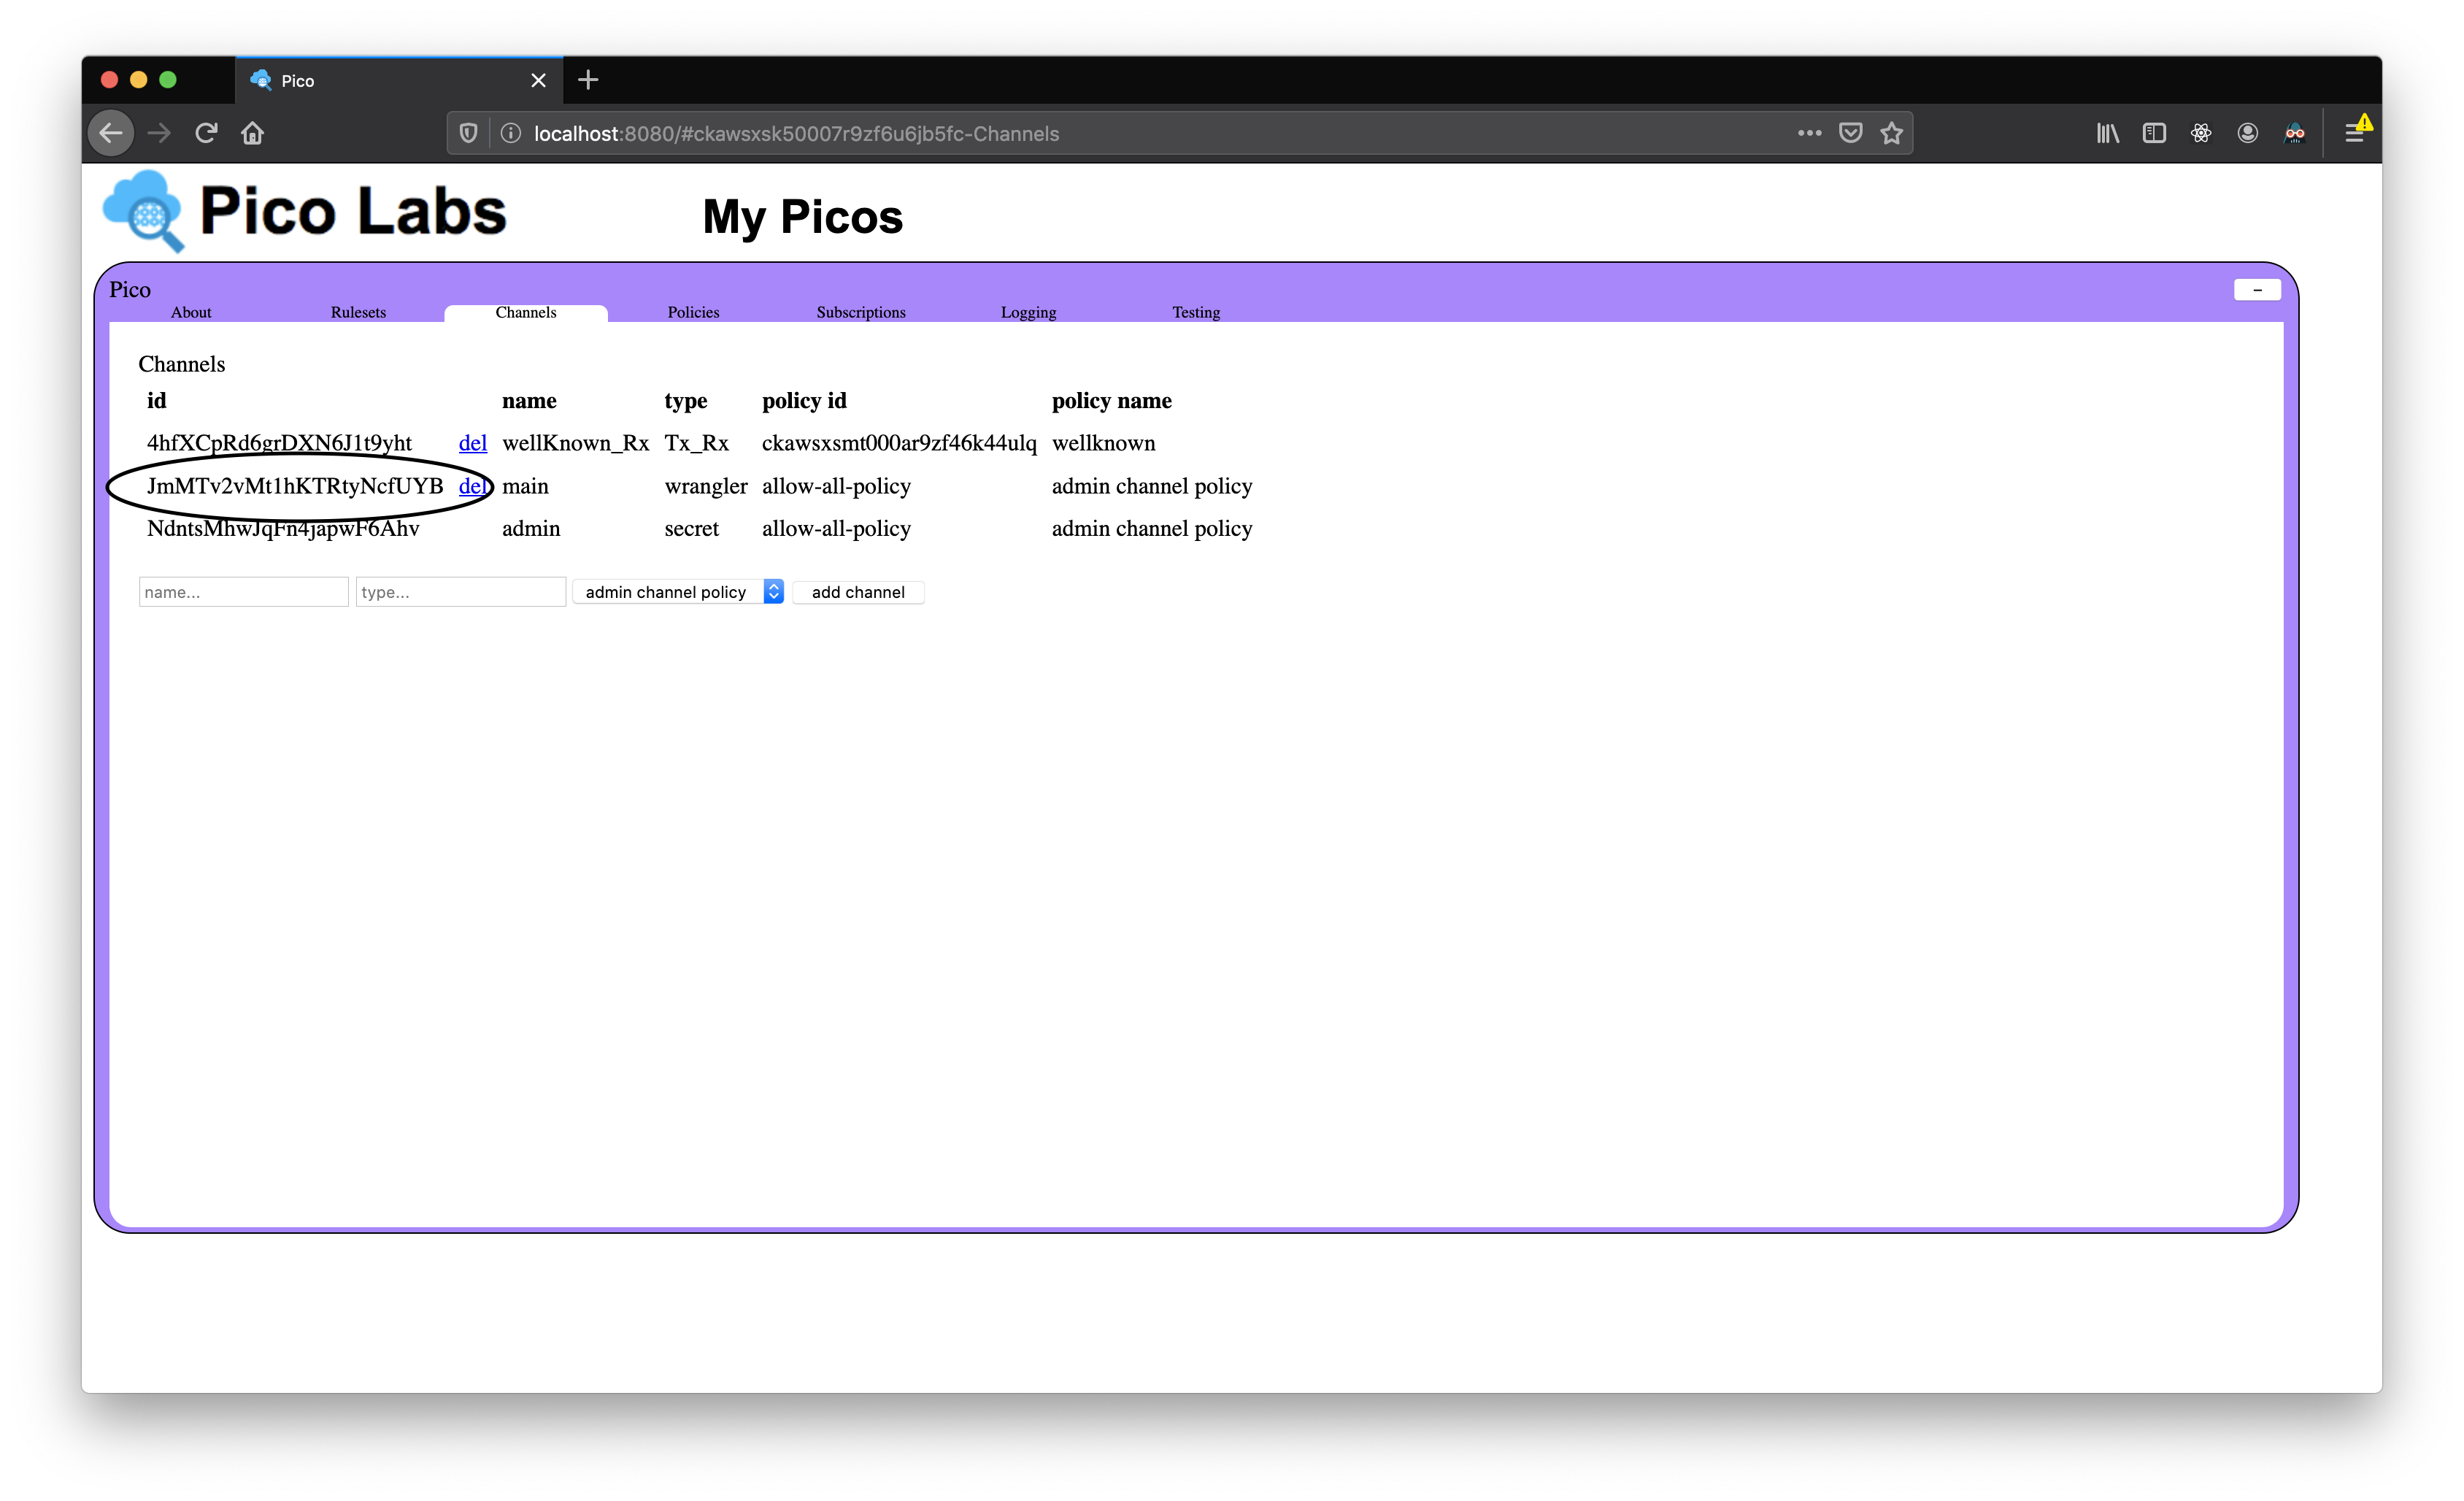 Pico
localhost:8080/#ckawsxsk50007r9zf6u6jb5fc-Channels
Pico Labs My Picos
Pico –
About Rulesets Channels Policies Subscriptions Logging Testing
Channels
id name type policy id policy name
4hfXCpRd6grDXN6J1t9yht del wellKnown_Rx Tx_Rx ckawsxsmt000ar9zf46k44ulq wellknown
JmMTv2vMt1hKTRtyNcfUYB del main wrangler allow-all-policy admin channel policy
NdntsMhwJqFn4japwF6Ahv admin secret allow-all-policy admin channel policy
name... type... admin channel policy add channel